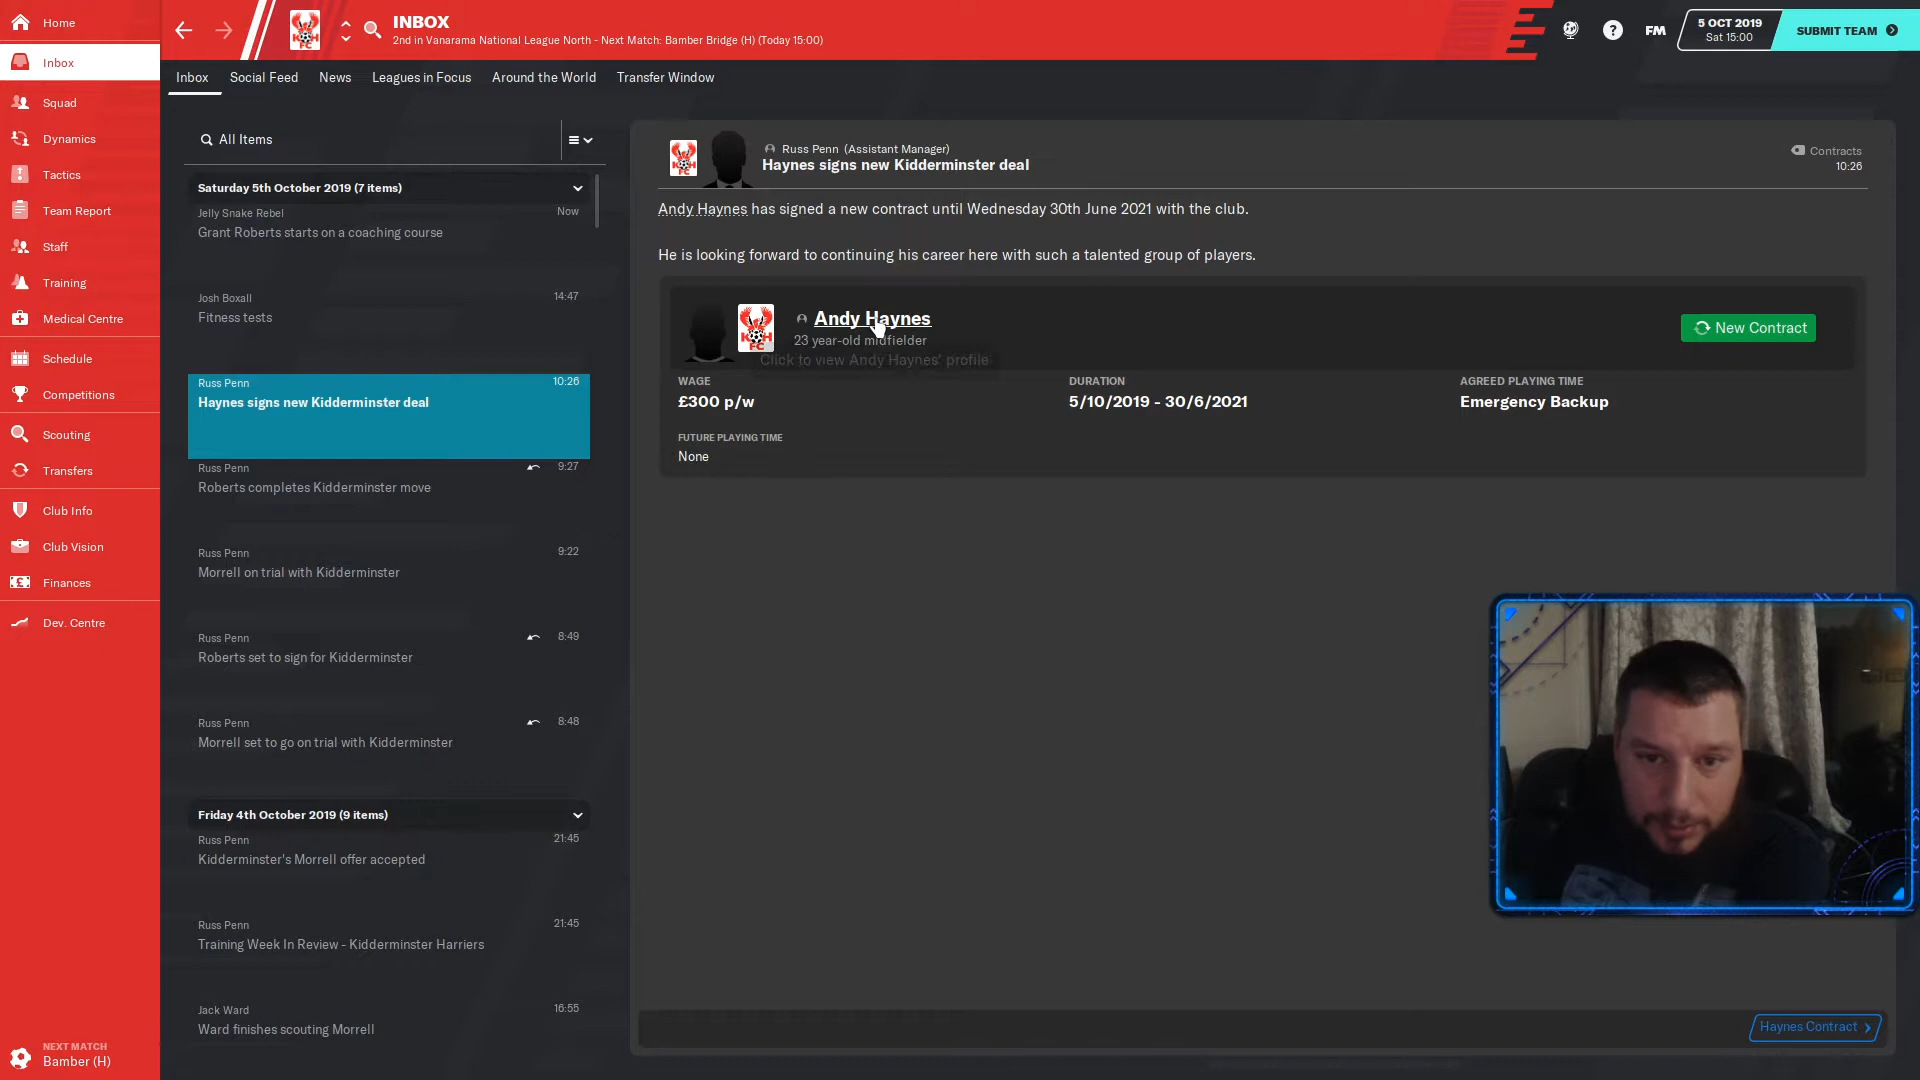 Home
Inbox
Squad
Dynamics
Tactics
Team Report
Staff
Training
Medical Centre
Schedule
Competitions
Scouting
Transfers
Club Info
Club Vision
Finances
Dev. Centre
NEXT MATCH
Bamber (H)
INBOX
2nd in Vanarama National League North - Next Match: Bamber Bridge (H) (Today 15:00)
FM
5 OCT 2019
Sat 15:00
SUBMIT TEAM
Inbox Social Feed News Leagues in Focus Around the World Transfer Window
All Items
Saturday 5th October 2019 (7 items)
Jelly Snake Rebel Now
Grant Roberts starts on a coaching course
Josh Boxall 14:47
Fitness tests
Russ Penn 10:26
Haynes signs new Kidderminster deal
Russ Penn 9:27
Roberts completes Kidderminster move
Russ Penn 9:22
Morrell on trial with Kidderminster
Russ Penn 8:49
Roberts set to sign for Kidderminster
Russ Penn 8:48
Morrell set to go on trial with Kidderminster
Friday 4th October 2019 (9 items)
Russ Penn 21:45
Kidderminster's Morrell offer accepted
Russ Penn 21:45
Training Week In Review - Kidderminster Harriers
Jack Ward 16:55
Ward finishes scouting Morrell
Russ Penn (Assistant Manager)
Haynes signs new Kidderminster deal
Contracts
10:26
Andy Haynes has signed a new contract until Wednesday 30th June 2021 with the club.
He is looking forward to continuing his career here with such a talented group of players.
Andy Haynes
23 year-old midfielder
Click to view Andy Haynes' profile
New Contract
WAGE
£300 p/w
DURATION
5/10/2019 - 30/6/2021
AGREED PLAYING TIME
Emergency Backup
FUTURE PLAYING TIME
None
Haynes Contract